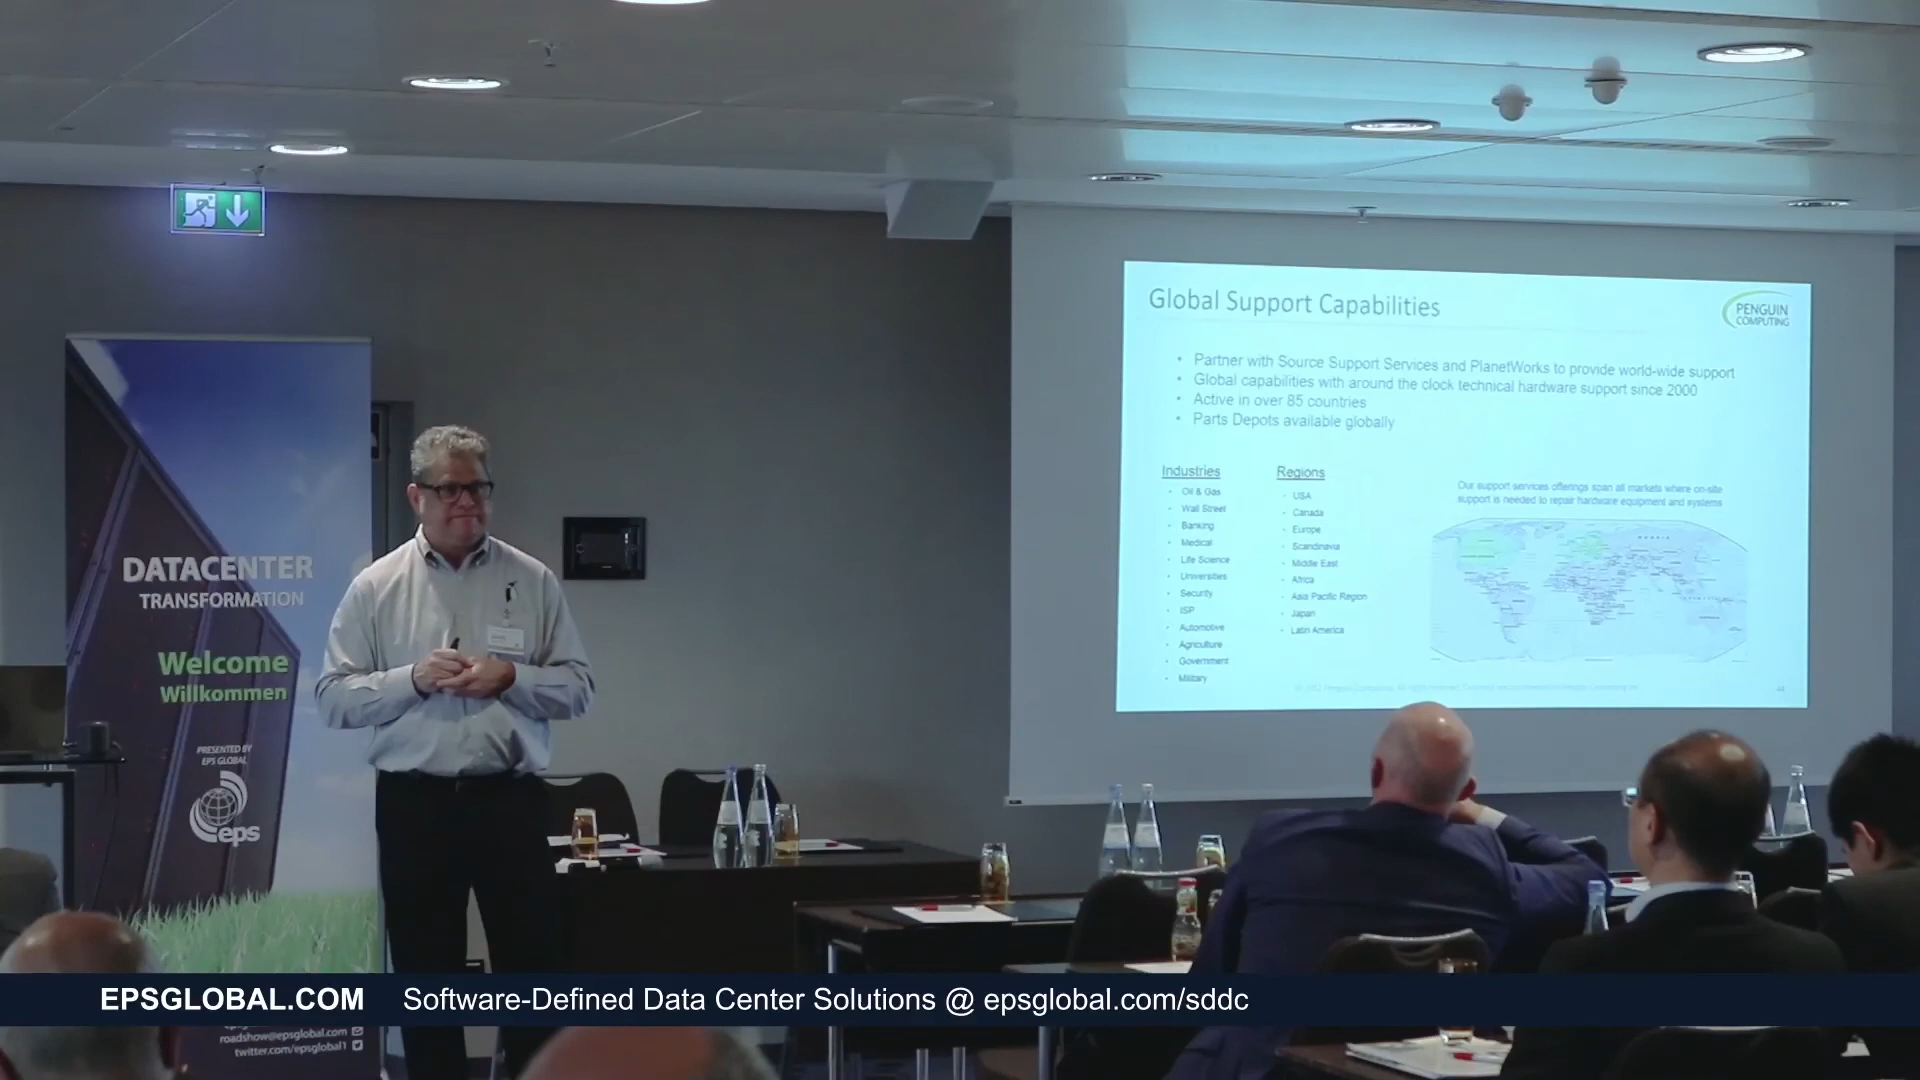 DATACENTER
TRANSFORMATION
Welcome
Willkommen
PRESENTED BY
EPS GLOBAL
eps
roadshow@epsglobal.com
twitter.com/epsglobal1
Global Support Capabilities
PENGUIN
COMPUTING
• Partner with Source Support Services and PlanetWorks to provide world-wide support
• Global capabilities with around the clock technical hardware support since 2000
• Active in over 85 countries
• Parts Depots available globally
Industries
• Oil & Gas
• Wall Street
• Banking
• Medical
• Life Science
• Universities
• Security
• ISP
• Automotive
• Agriculture
• Government
• Military
Regions
• USA
• Canada
• Europe
• Scandinavia
• Middle East
• Africa
• Asia Pacific Region
• Japan
• Latin America
Our support services offerings span all markets where on-site
support is needed to repair hardware equipment and systems
EPSGLOBAL.COM Software-Defined Data Center Solutions @ epsglobal.com/sddc